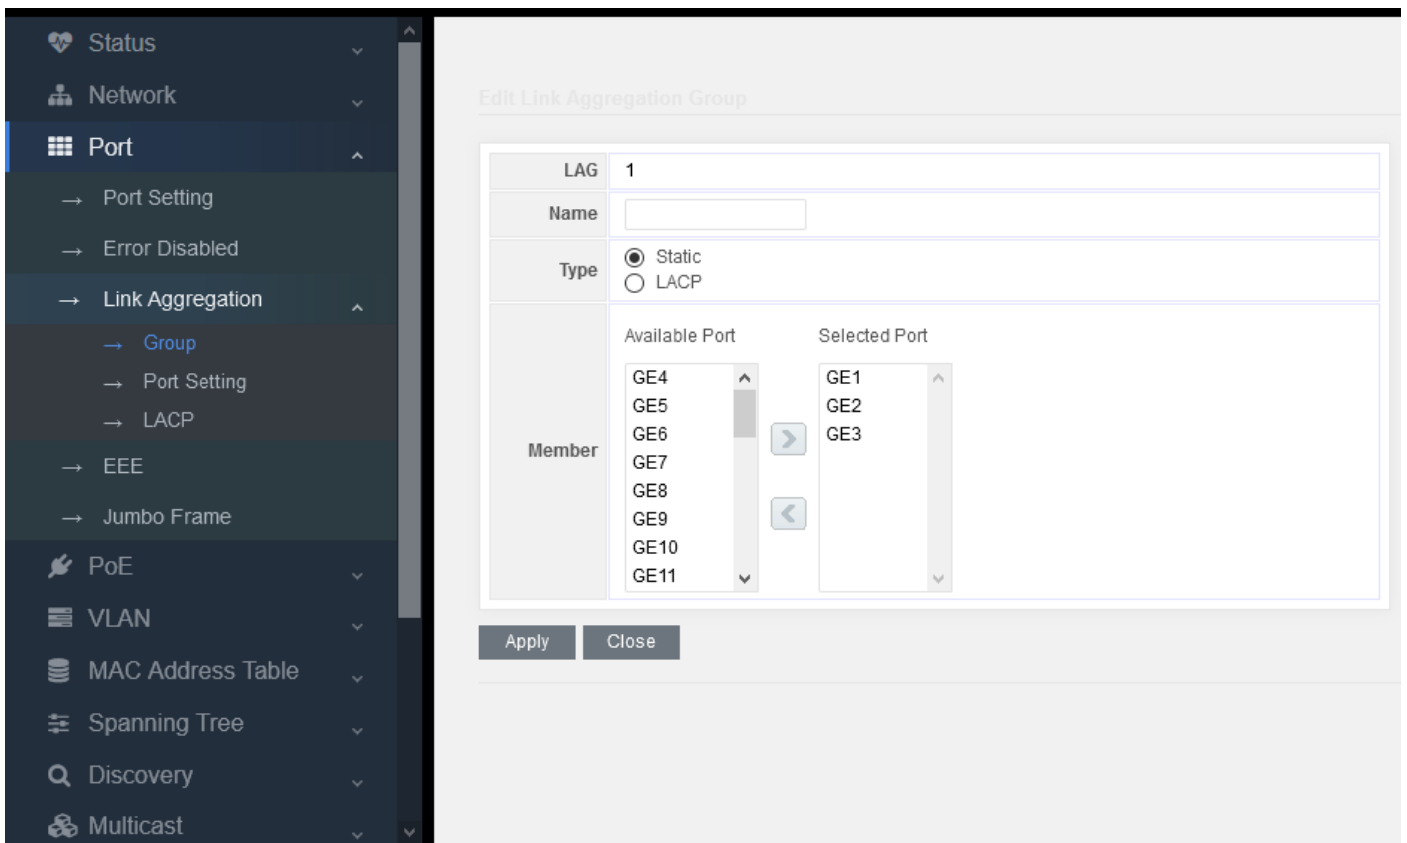 Status
Network
Port
Port Setting
Error Disabled
Link Aggregation
Group
Port Setting
LACP
EEE
Jumbo Frame
PoE
VLAN
MAC Address Table
Spanning Tree
Discovery
Multicast
Edit Link Aggregation Group
LAG 1
Name
Type
Static
LACP
Member
Available Port
GE4
GE5
GE6
GE7
GE8
GE9
GE10
GE11
Selected Port
GE1
GE2
GE3
Apply Close